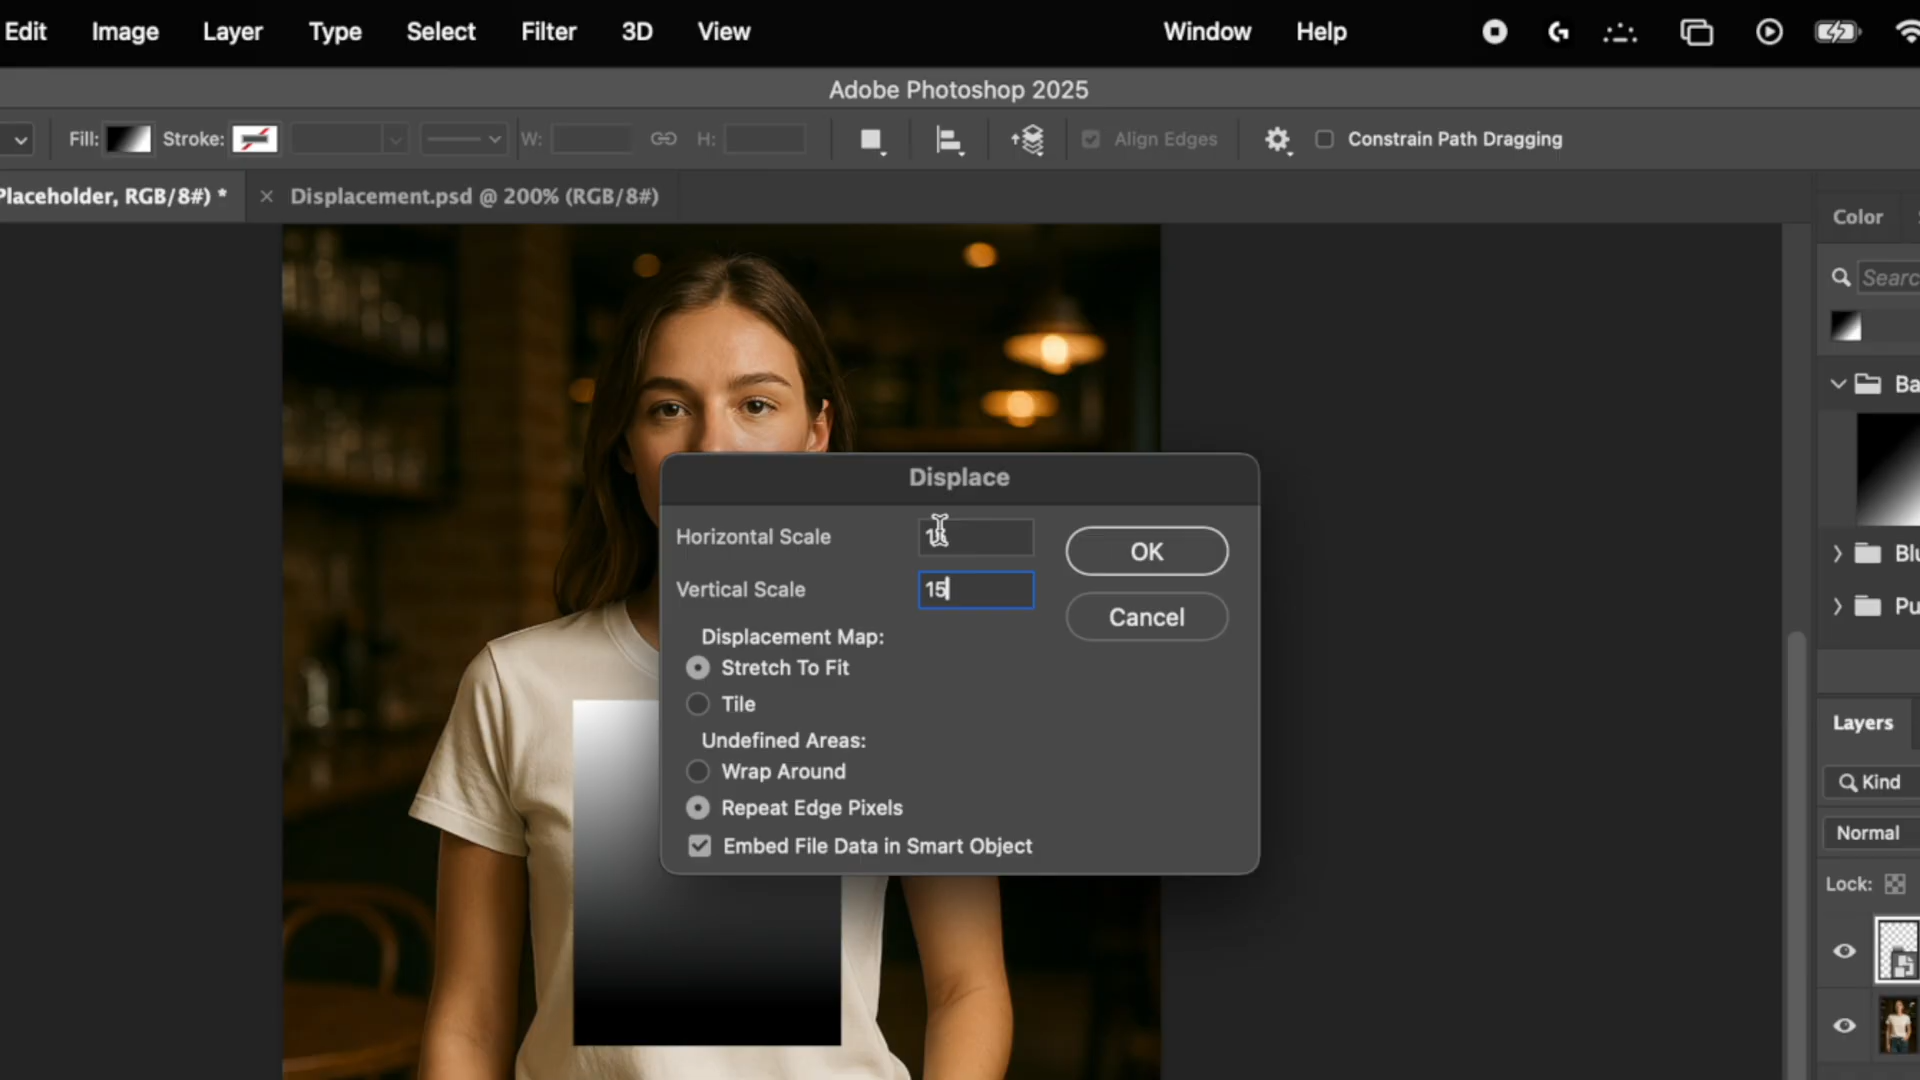 Edit Image Layer Type Select Filter 3D View Window Help
Adobe Photoshop 2025
Fill: Stroke: W: H: Align Edges Constrain Path Dragging
Placeholder, RGB/8#) * × Displacement.psd @ 200% (RGB/8#)
Color
Searc
Ba
Displace
Horizontal Scale
OK
Vertical Scale 15
Cancel
Displacement Map:
Stretch To Fit
Tile
Undefined Areas:
Wrap Around
Repeat Edge Pixels
Embed File Data in Smart Object
Blu
Pu
Layers
Kind
Normal
Lock: